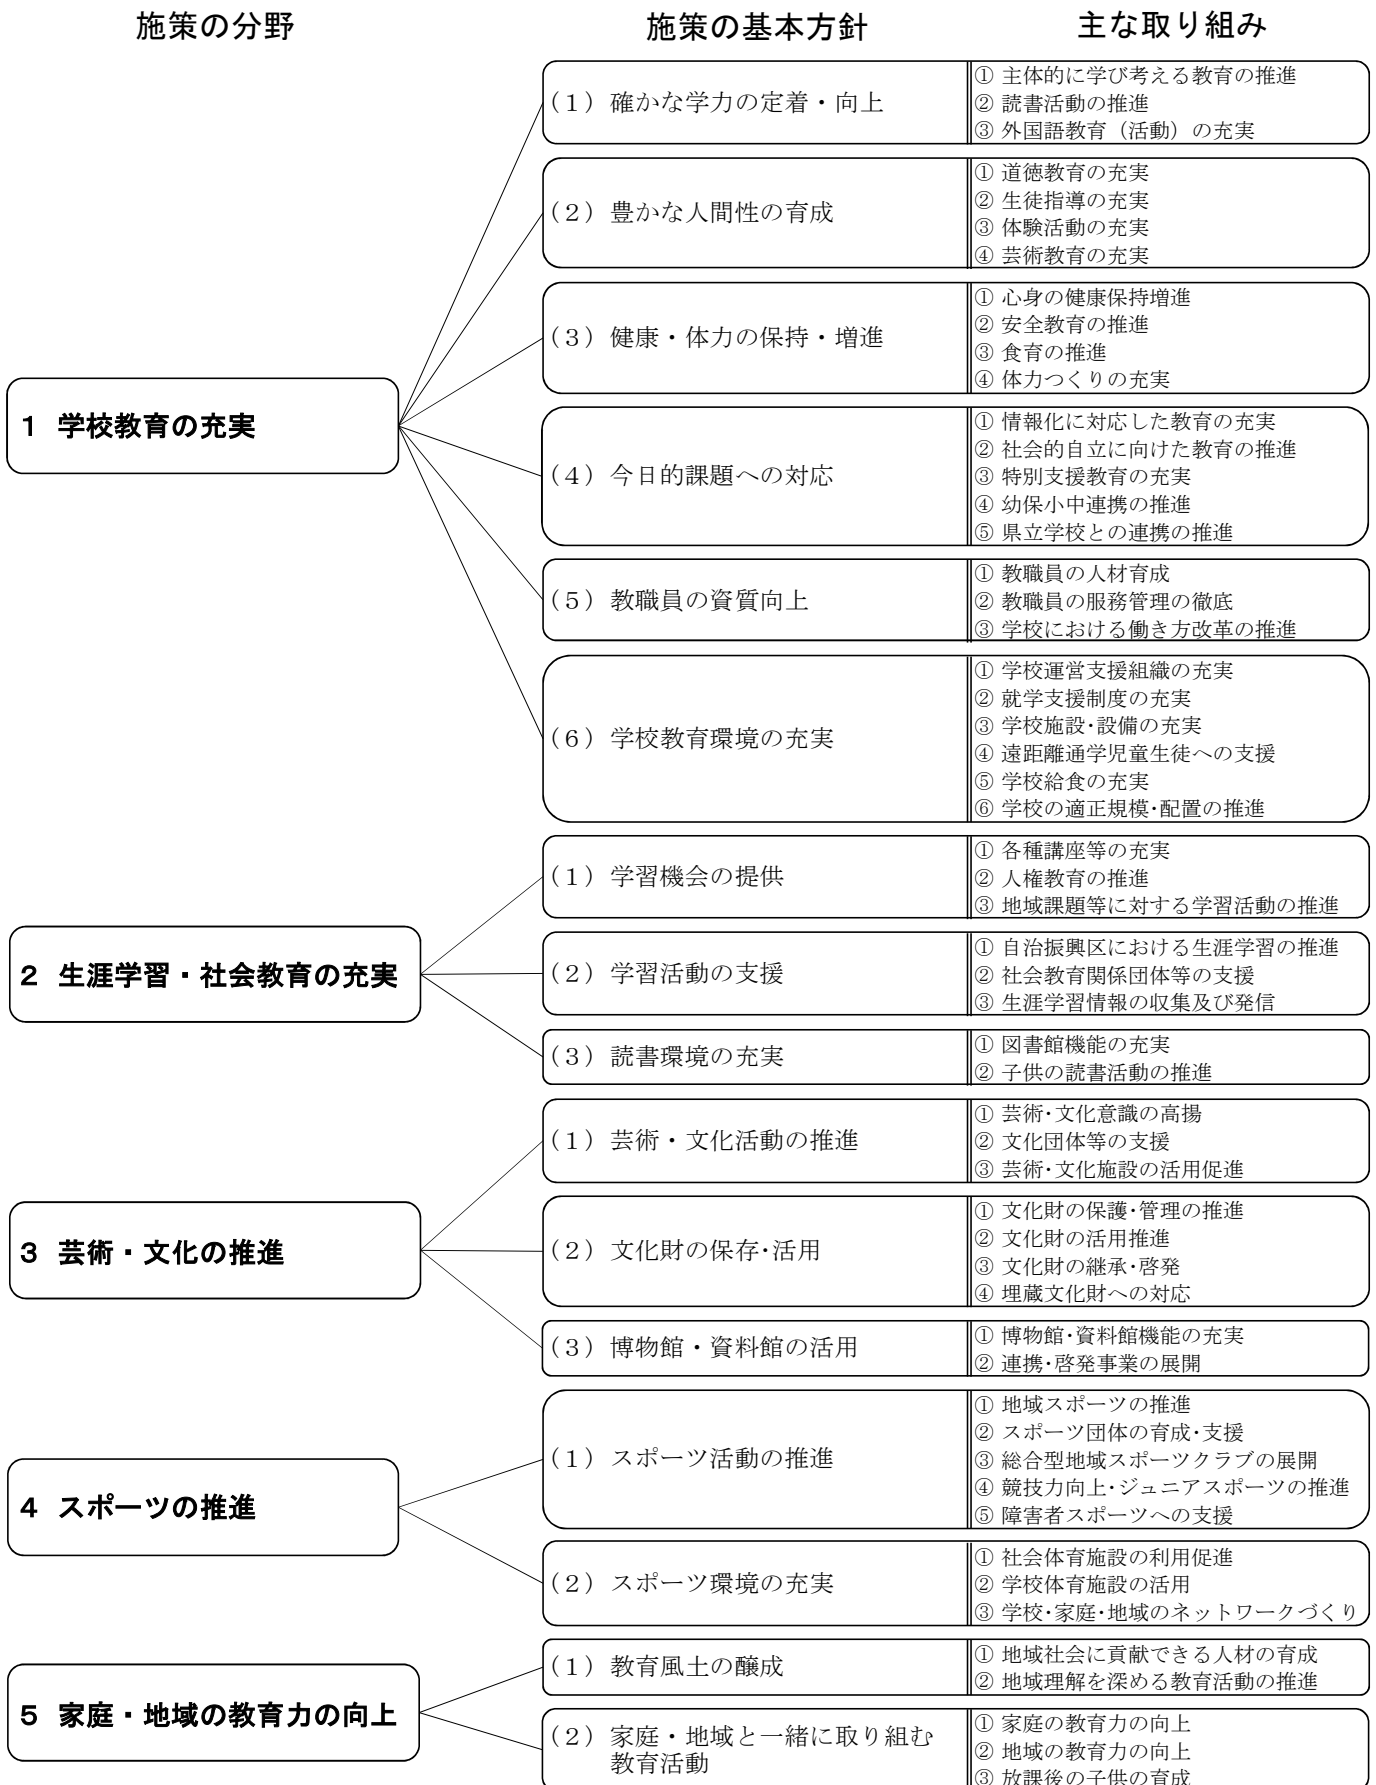 施策の分野
施策の基本方針
主な取り組み
1 学校教育の充実
(1) 確かな学力の定着・向上
① 主体的に学び考える教育の推進
② 読書活動の推進
③ 外国語教育（活動）の充実
(2) 豊かな人間性の育成
① 道徳教育の充実
② 生徒指導の充実
③ 体験活動の充実
④ 芸術教育の充実
(3) 健康・体力の保持・増進
① 心身の健康保持増進
② 安全教育の推進
③ 食育の推進
④ 体力つくりの充実
(4) 今日的課題への対応
① 情報化に対応した教育の充実
② 社会的自立に向けた教育の推進
③ 特別支援教育の充実
④ 幼保小中連携の推進
⑤ 県立学校との連携の推進
(5) 教職員の資質向上
① 教職員の人材育成
② 教職員の服務管理の徹底
③ 学校における働き方改革の推進
(6) 学校教育環境の充実
① 学校運営支援組織の充実
② 就学支援制度の充実
③ 学校施設･設備の充実
④ 遠距離通学児童生徒への支援
⑤ 学校給食の充実
⑥ 学校の適正規模･配置の推進
2 生涯学習・社会教育の充実
(1) 学習機会の提供
① 各種講座等の充実
② 人権教育の推進
③ 地域課題等に対する学習活動の推進
(2) 学習活動の支援
① 自治振興区における生涯学習の推進
② 社会教育関係団体等の支援
③ 生涯学習情報の収集及び発信
(3) 読書環境の充実
① 図書館機能の充実
② 子供の読書活動の推進
3 芸術・文化の推進
(1) 芸術・文化活動の推進
① 芸術･文化意識の高揚
② 文化団体等の支援
③ 芸術･文化施設の活用促進
(2) 文化財の保存･活用
① 文化財の保護･管理の推進
② 文化財の活用推進
③ 文化財の継承･啓発
④ 埋蔵文化財への対応
(3) 博物館・資料館の活用
① 博物館･資料館機能の充実
② 連携･啓発事業の展開
4 スポーツの推進
(1) スポーツ活動の推進
① 地域スポーツの推進
② スポーツ団体の育成･支援
③ 総合型地域スポーツクラブの展開
④ 競技力向上･ジュニアスポーツの推進
⑤ 障害者スポーツへの支援
(2) スポーツ環境の充実
① 社会体育施設の利用促進
② 学校体育施設の活用
③ 学校･家庭･地域のネットワークづくり
5 家庭・地域の教育力の向上
(1) 教育風土の醸成
① 地域社会に貢献できる人材の育成
② 地域理解を深める教育活動の推進
(2) 家庭・地域と一緒に取り組む
教育活動
① 家庭の教育力の向上
② 地域の教育力の向上
③ 放課後の子供の育成